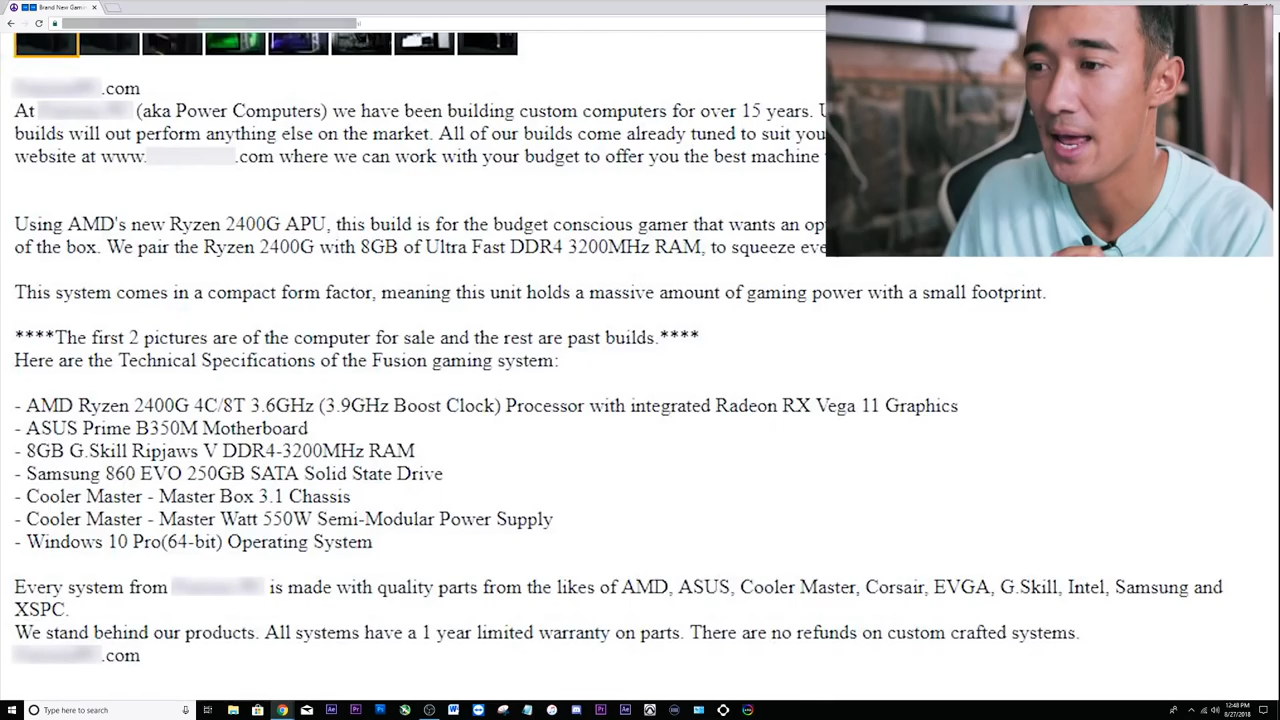 Brand New Gami
.com
At (aka Power Computers) we have been building custom computers for over 15 years.
builds will out perform anything else on the market. All of our builds come already tuned to suit you
website at www. .com where we can work with your budget to offer you the best machine
Using AMD's new Ryzen 2400G APU, this build is for the budget conscious gamer that wants an op
of the box. We pair the Ryzen 2400G with 8GB of Ultra Fast DDR4 3200MHz RAM, to squeeze eve
This system comes in a compact form factor, meaning this unit holds a massive amount of gaming power with a small footprint.
****The first 2 pictures are of the computer for sale and the rest are past builds.****
Here are the Technical Specifications of the Fusion gaming system:
- AMD Ryzen 2400G 4C/8T 3.6GHz (3.9GHz Boost Clock) Processor with integrated Radeon RX Vega 11 Graphics
- ASUS Prime B350M Motherboard
- 8GB G.Skill Ripjaws V DDR4-3200MHz RAM
- Samsung 860 EVO 250GB SATA Solid State Drive
- Cooler Master - Master Box 3.1 Chassis
- Cooler Master - Master Watt 550W Semi-Modular Power Supply
- Windows 10 Pro(64-bit) Operating System
Every system from is made with quality parts from the likes of AMD, ASUS, Cooler Master, Corsair, EVGA, G.Skill, Intel, Samsung and
XSPC.
We stand behind our products. All systems have a 1 year limited warranty on parts. There are no refunds on custom crafted systems.
.com
Type here to search
12:48 PM
8/27/2018